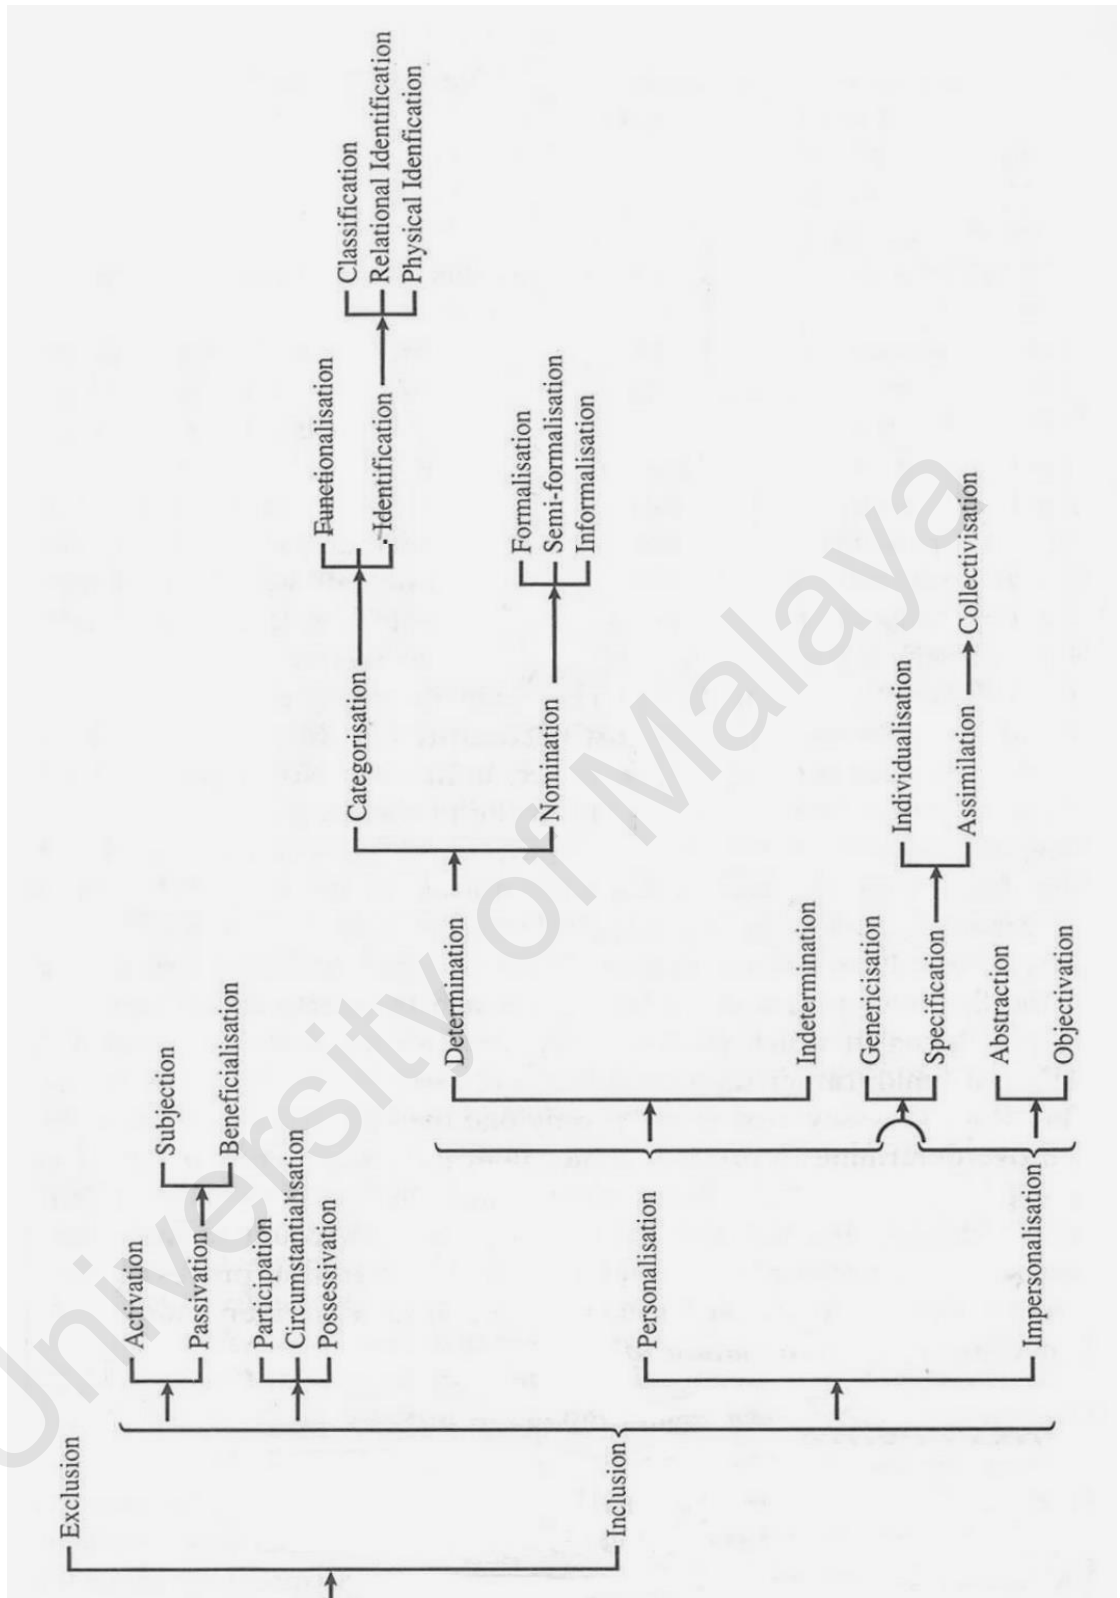 Exclusion
Inclusion
Activation
Passivation
Subjection
Beneficialisation
Participation
Circumstantialisation
Possessivation
Personalisation
Impersonalisation
Determination
Indetermination
Categorisation
Functionalisation
Identification
Classification
Relational Identification
Physical Idenfication
Nomination
Formalisation
Semi-formalisation
Informalisation
Genericisation
Specification
Individualisation
Assimilation
Collectivisation
Abstraction
Objectivation
University of Malaya